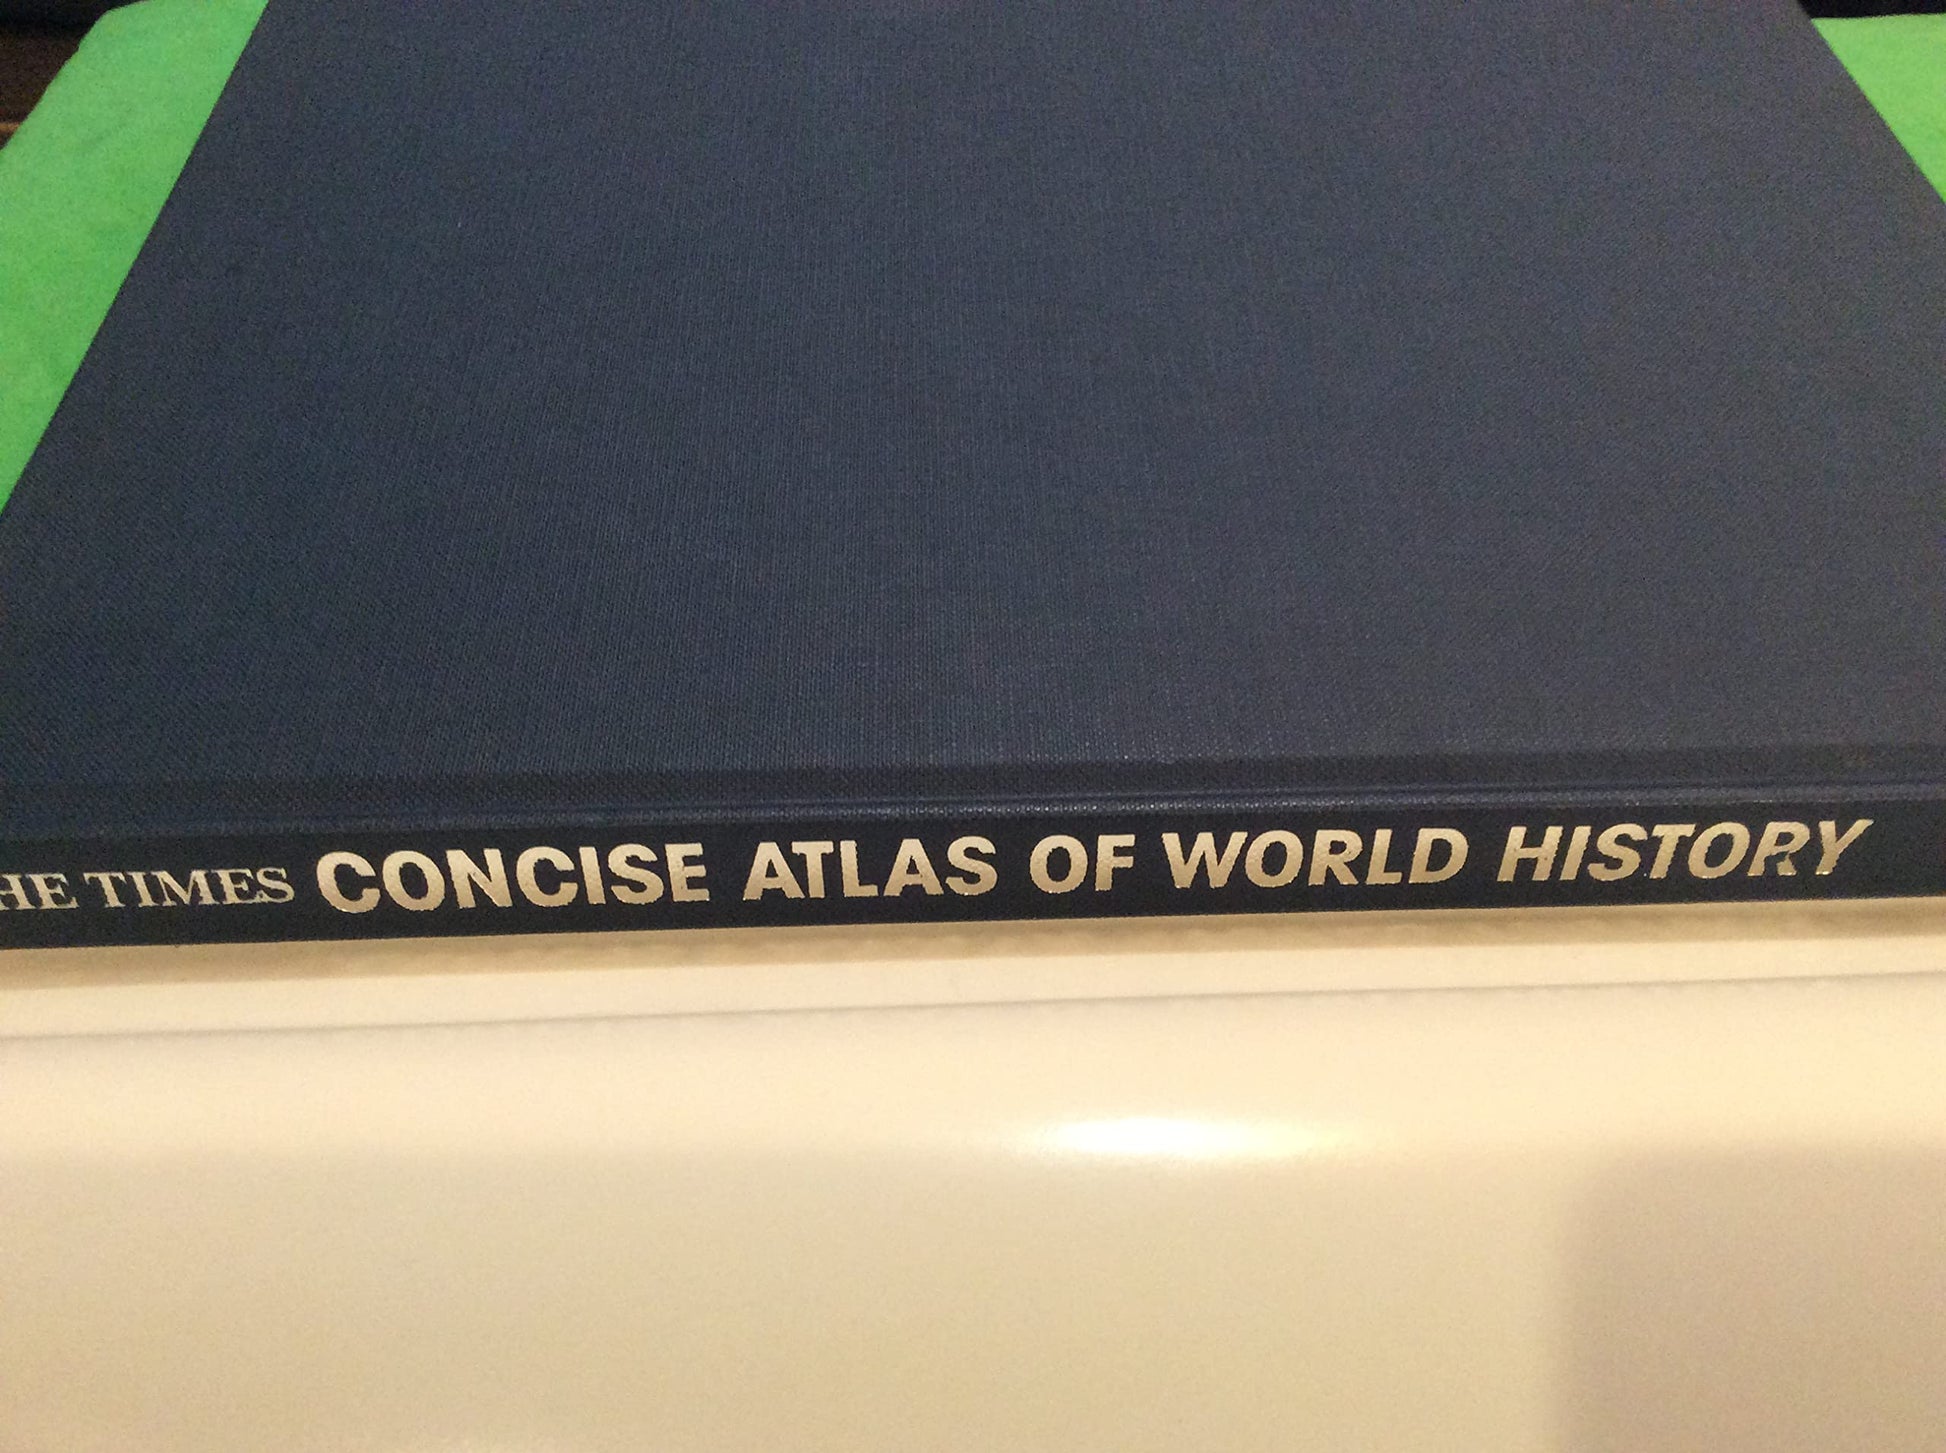 HE TIMES CONCISE ATLAS OF WORLD HISTORY